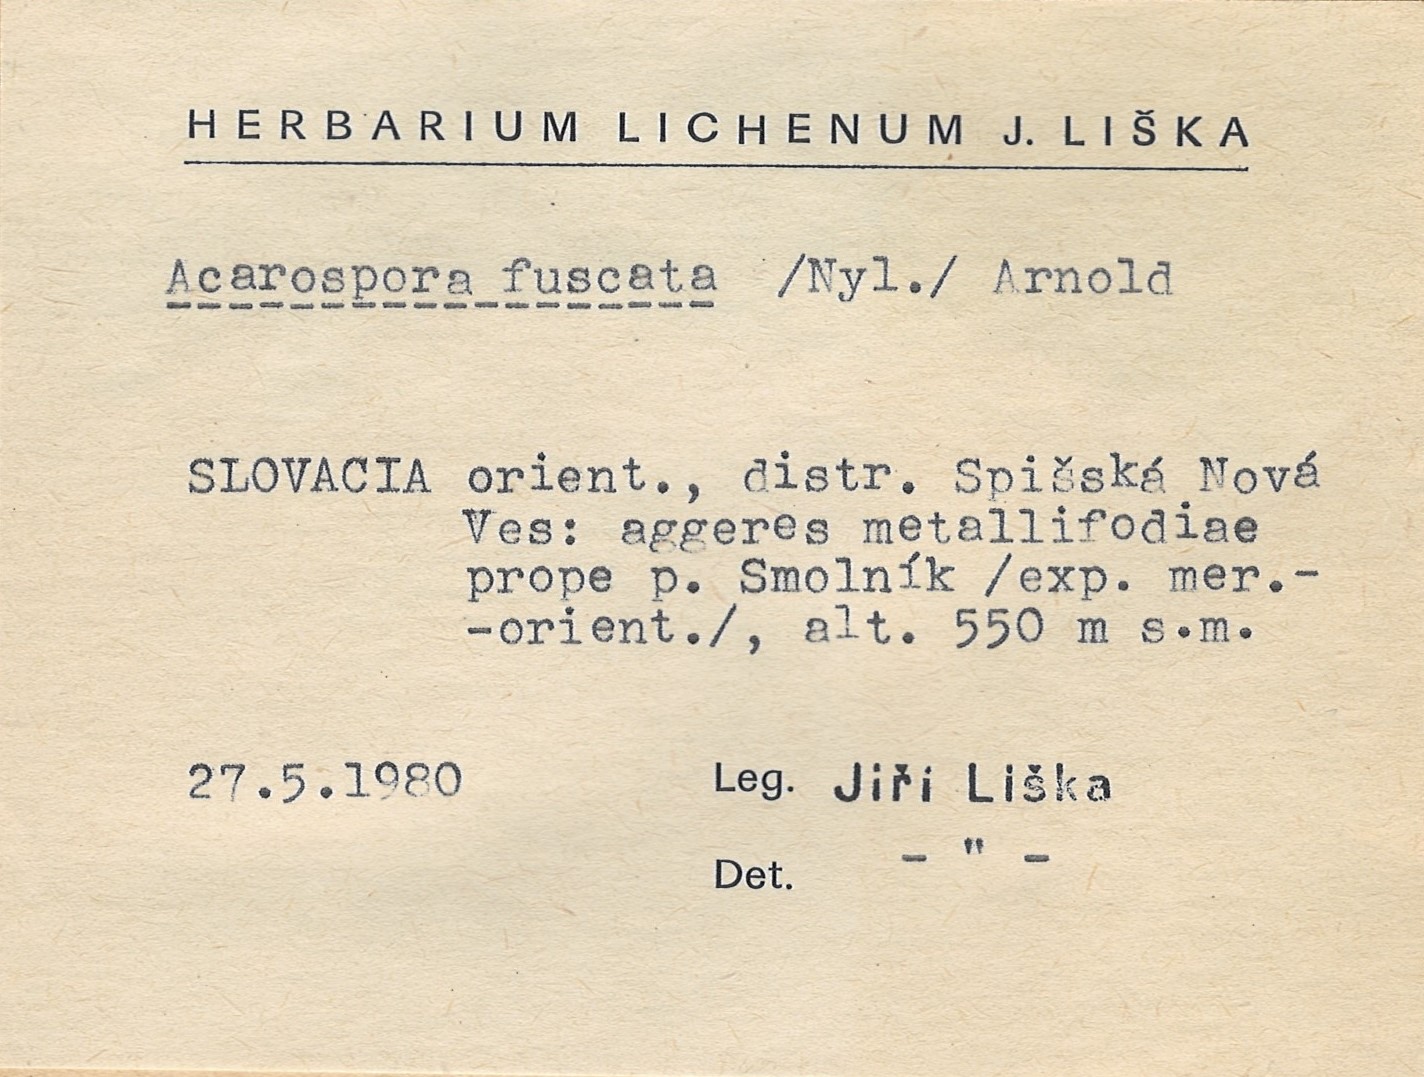 HERBARIUM LICHENUM J. LIŠKA
Acarospora fuscata /Nyl./ Arnold
SLOVACIA orient., distr. Spišská Nová
Ves: aggeres metallifodiae
prope p. Smolník /exp. mer.-
-orient./, alt. 550 m s.m.
27.5.1980 Leg. Jiří Liška
Det. - " -